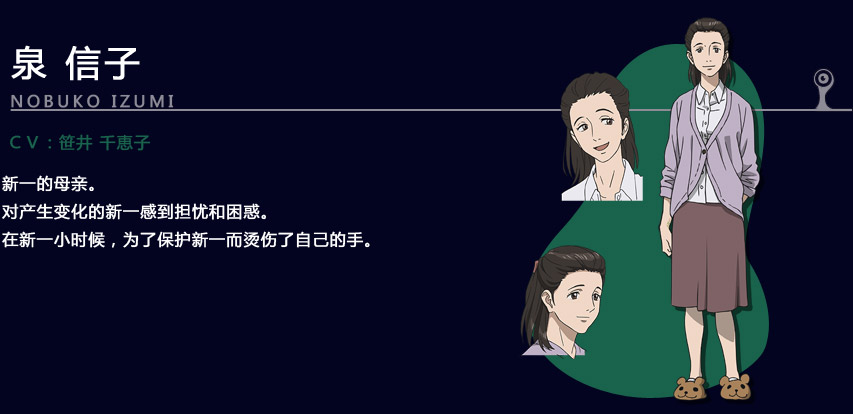 泉 信子
NOBUKO IZUMI
CV：笹井 千恵子
新一的母亲。
对产生变化的新一感到担忧和困惑。
在新一小时候，为了保护新一而烫伤了自己的手。